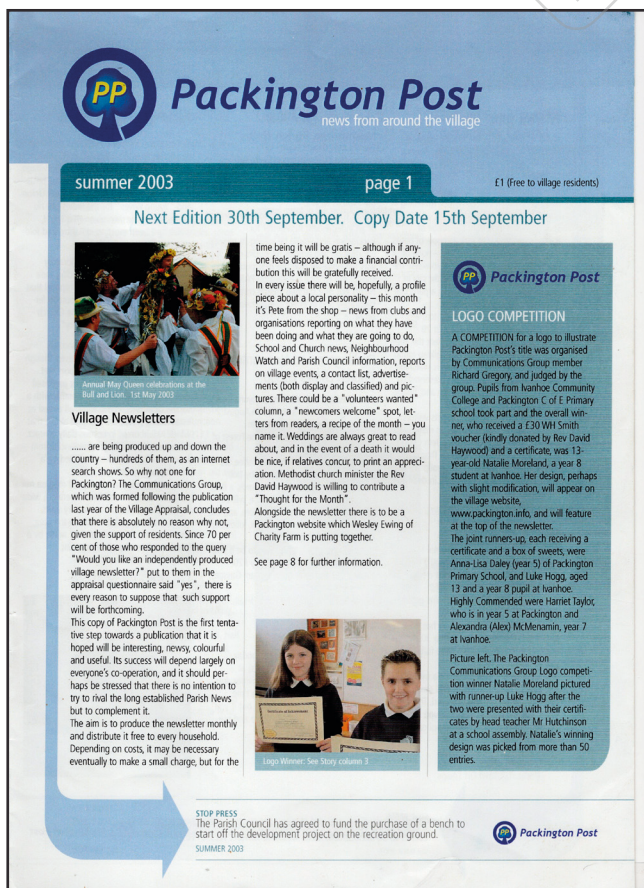 PP
Packington Post
news from around the village
summer 2003
page 1
£1 (Free to village residents)
Next Edition 30th September. Copy Date 15th September
Annual May Queen celebrations at the
Bull and Lion. 1st May 2003
Village Newsletters
...... are being produced up and down the
country – hundreds of them, as an internet
search shows. So why not one for
Packington? The Communications Group,
which was formed following the publication
last year of the Village Appraisal, concludes
that there is absolutely no reason why not,
given the support of residents. Since 70 per
cent of those who responded to the query
"Would you like an independently produced
village newsletter?" put to them in the
appraisal questionnaire said "yes", there is
every reason to suppose that such support
will be forthcoming.
This copy of Packington Post is the first tenta-
tive step towards a publication that it is
hoped will be interesting, newsy, colourful
and useful. Its success will depend largely on
everyone's co-operation, and it should per-
haps be stressed that there is no intention to
try to rival the long established Parish News
but to complement it.
The aim is to produce the newsletter monthly
and distribute it free to every household.
Depending on costs, it may be necessary
eventually to make a small charge, but for the
time being it will be gratis – although if any-
one feels disposed to make a financial contri-
bution this will be gratefully received.
In every issue there will be, hopefully, a profile
piece about a local personality – this month
it's Pete from the shop – news from clubs and
organisations reporting on what they have
been doing and what they are going to do,
School and Church news, Neighbourhood
Watch and Parish Council information, reports
on village events, a contact list, advertise-
ments (both display and classified) and pic-
tures. There could be a "volunteers wanted"
column, a "newcomers welcome" spot, let-
ters from readers, a recipe of the month – you
name it. Weddings are always great to read
about, and in the event of a death it would
be nice, if relatives concur, to print an appreci-
ation. Methodist church minister the Rev
David Haywood is willing to contribute a
"Thought for the Month".
Alongside the newsletter there is to be a
Packington website which Wesley Ewing of
Charity Farm is putting together.
See page 8 for further information.
Logo Winner: See Story column 3
PP
Packington Post
LOGO COMPETITION
A COMPETITION for a logo to illustrate
Packington Post's title was organised
by Communications Group member
Richard Gregory, and judged by the
group. Pupils from Ivanhoe Community
College and Packington C of E Primary
school took part and the overall win-
ner, who received a £30 WH Smith
voucher (kindly donated by Rev David
Haywood) and a certificate, was 13-
year-old Natalie Moreland, a year 8
student at Ivanhoe. Her design, perhaps
with slight modification, will appear on
the village website,
www.packington.info, and will feature
at the top of the newsletter.
The joint runners-up, each receiving a
certificate and a box of sweets, were
Anna-Lisa Daley (year 5) of Packington
Primary School, and Luke Hogg, aged
13 and a year 8 pupil at Ivanhoe.
Highly Commended were Harriet Taylor,
who is in year 5 at Packington and
Alexandra (Alex) McMenamin, year 7
at Ivanhoe.
Picture left. The Packington
Communications Group Logo competi-
tion winner Natalie Moreland pictured
with runner-up Luke Hogg after the
two were presented with their certifi-
cates by head teacher Mr Hutchinson
at a school assembly. Natalie's winning
design was picked from more than 50
entries.
STOP PRESS
The Parish Council has agreed to fund the purchase of a bench to
start off the development project on the recreation ground.
SUMMER 2003
PP
Packington Post